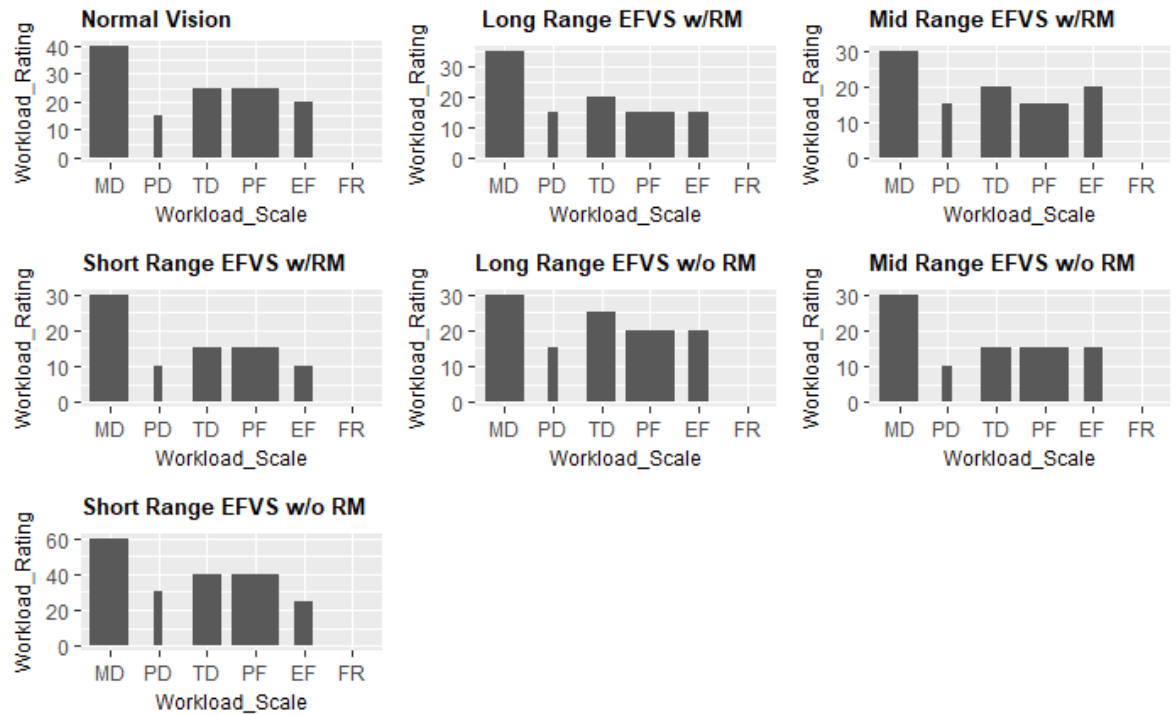 Normal Vision
Workload_Rating
40
30
20
10
0
MD PD TD PF EF FR
Workload_Scale
Long Range EFVS w/RM
Workload_Rating
30
20
10
0
MD PD TD PF EF FR
Workload_Scale
Mid Range EFVS w/RM
Workload_Rating
30
20
10
0
MD PD TD PF EF FR
Workload_Scale
Short Range EFVS w/RM
Workload_Rating
30
20
10
0
MD PD TD PF EF FR
Workload_Scale
Long Range EFVS w/o RM
Workload_Rating
30
20
10
0
MD PD TD PF EF FR
Workload_Scale
Mid Range EFVS w/o RM
Workload_Rating
30
20
10
0
MD PD TD PF EF FR
Workload_Scale
Short Range EFVS w/o RM
Workload_Rating
60
40
20
0
MD PD TD PF EF FR
Workload_Scale